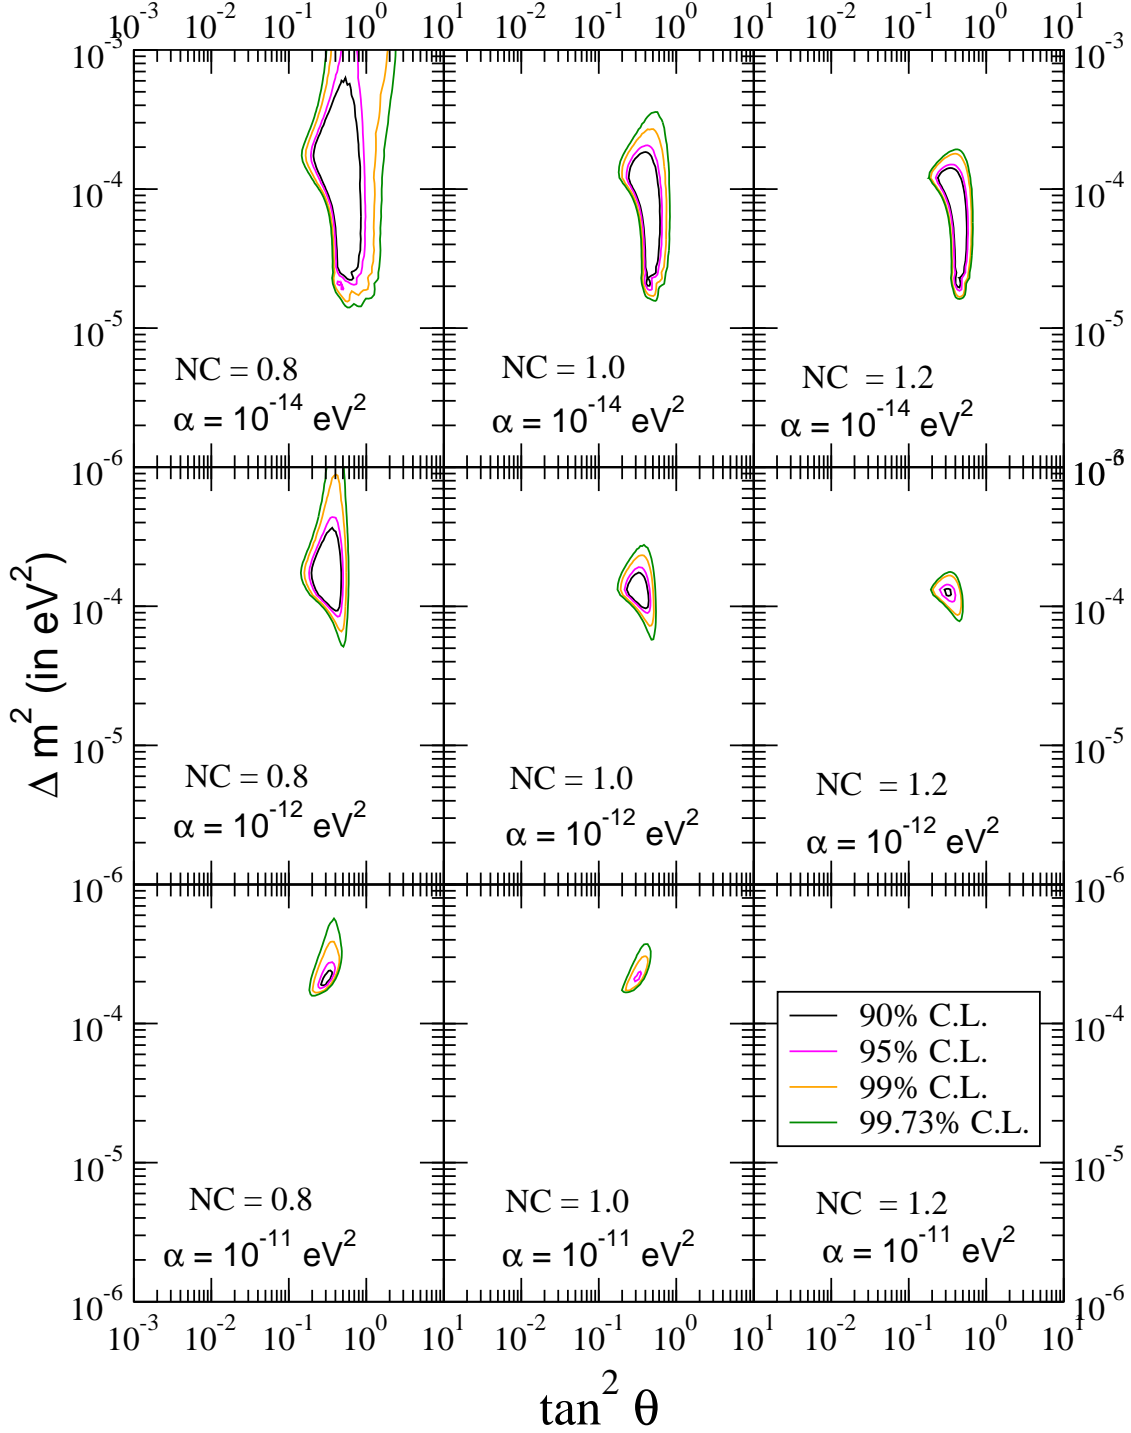 10^-3 10^-2 10^-1 10^0 10^1 10^-2 10^-1 10^0 10^1 10^-2 10^-1 10^0 10^1
10^-3 10^-3
10^-4 10^-4
10^-5 10^-5
NC = 0.8 NC = 1.0 NC = 1.2
α = 10^-14 eV^2 α = 10^-14 eV^2 α = 10^-14 eV^2
10^-6
10^-4 10^-4
Δ m^2 (in eV^2)
10^-5 10^-5
NC = 0.8 NC = 1.0 NC = 1.2
α = 10^-12 eV^2 α = 10^-12 eV^2 α = 10^-12 eV^2
10^-6 10^-6
90% C.L.
95% C.L.
99% C.L.
99.73% C.L.
10^-4 10^-4
10^-5 10^-5
NC = 0.8 NC = 1.0 NC = 1.2
α = 10^-11 eV^2 α = 10^-11 eV^2 α = 10^-11 eV^2
10^-6 10^-6
10^-3 10^-2 10^-1 10^0 10^1 10^-2 10^-1 10^0 10^1 10^-2 10^-1 10^0 10^1
tan^2 θ